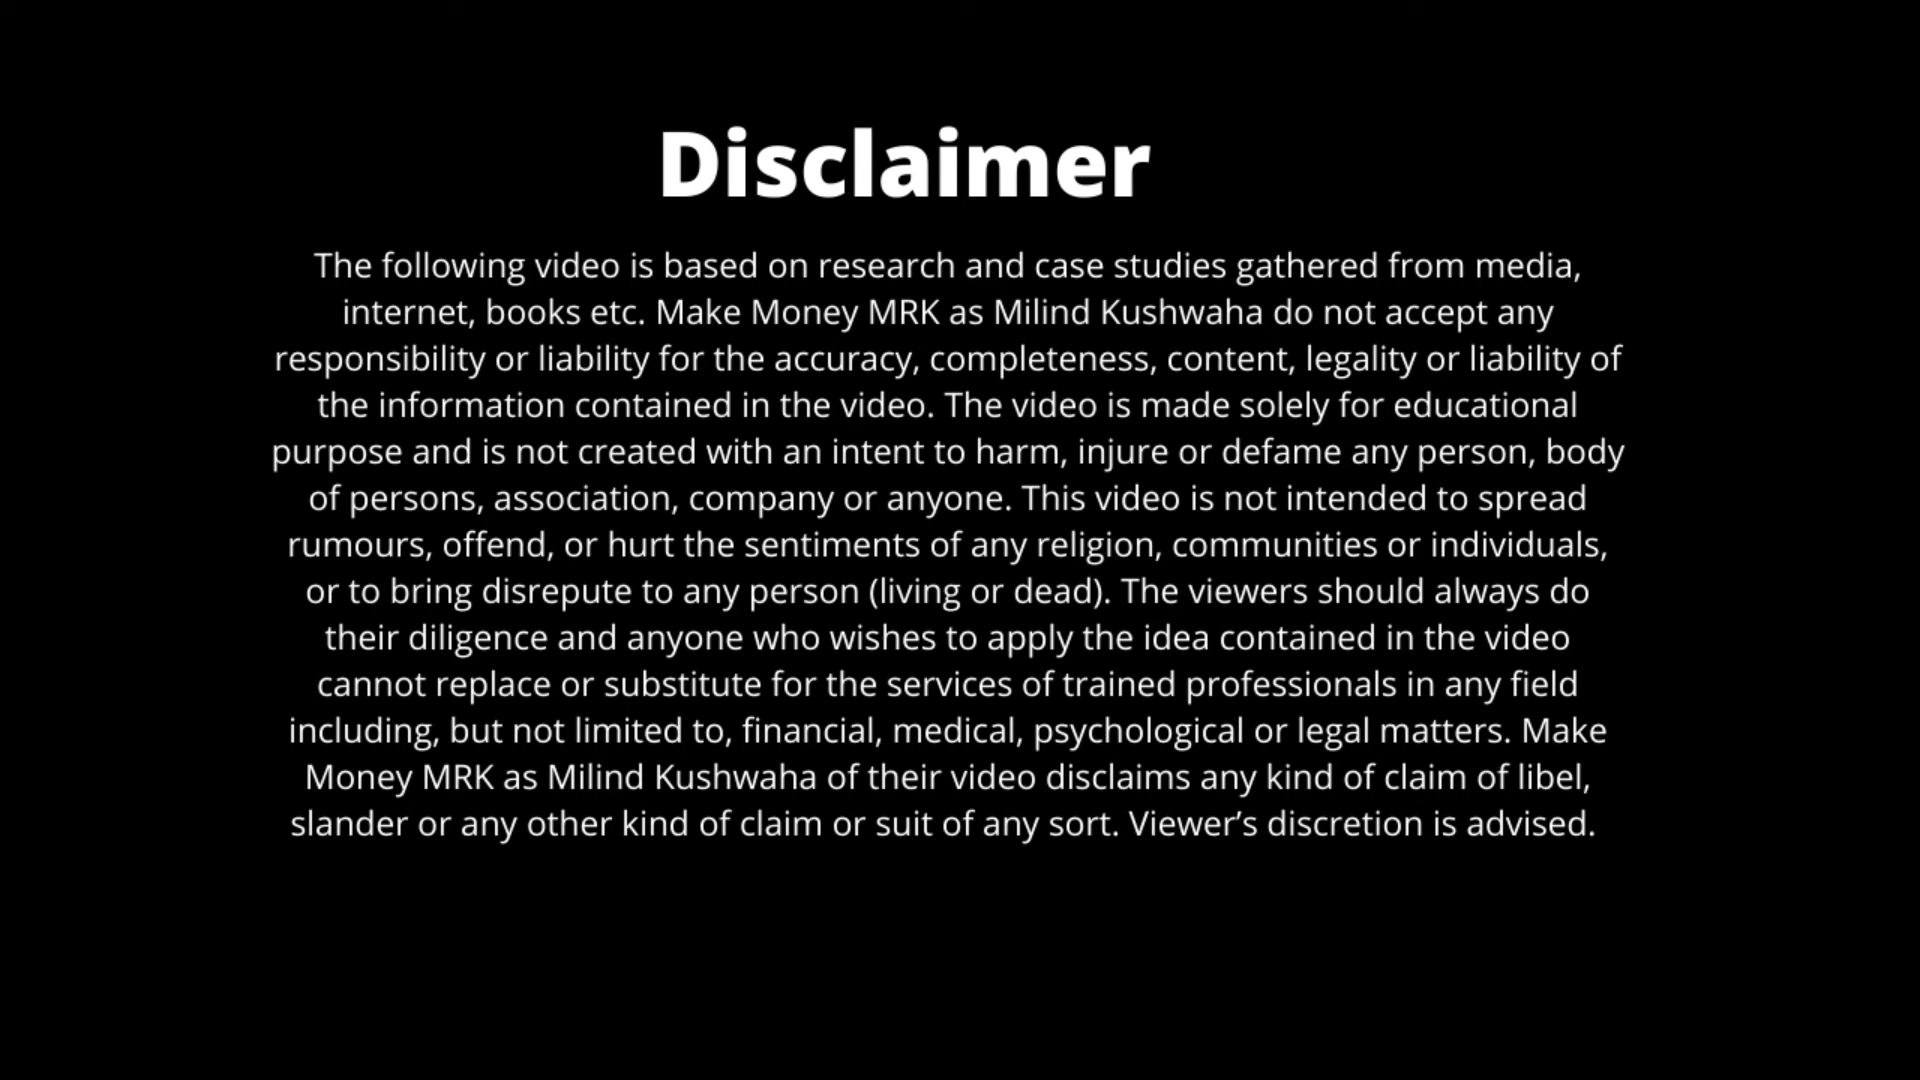 Disclaimer
The following video is based on research and case studies gathered from media,
internet, books etc. Make Money MRK as Milind Kushwaha do not accept any
responsibility or liability for the accuracy, completeness, content, legality or liability of
the information contained in the video. The video is made solely for educational
purpose and is not created with an intent to harm, injure or defame any person, body
of persons, association, company or anyone. This video is not intended to spread
rumours, offend, or hurt the sentiments of any religion, communities or individuals,
or to bring disrepute to any person (living or dead). The viewers should always do
their diligence and anyone who wishes to apply the idea contained in the video
cannot replace or substitute for the services of trained professionals in any field
including, but not limited to, financial, medical, psychological or legal matters. Make
Money MRK as Milind Kushwaha of their video disclaims any kind of claim of libel,
slander or any other kind of claim or suit of any sort. Viewer’s discretion is advised.